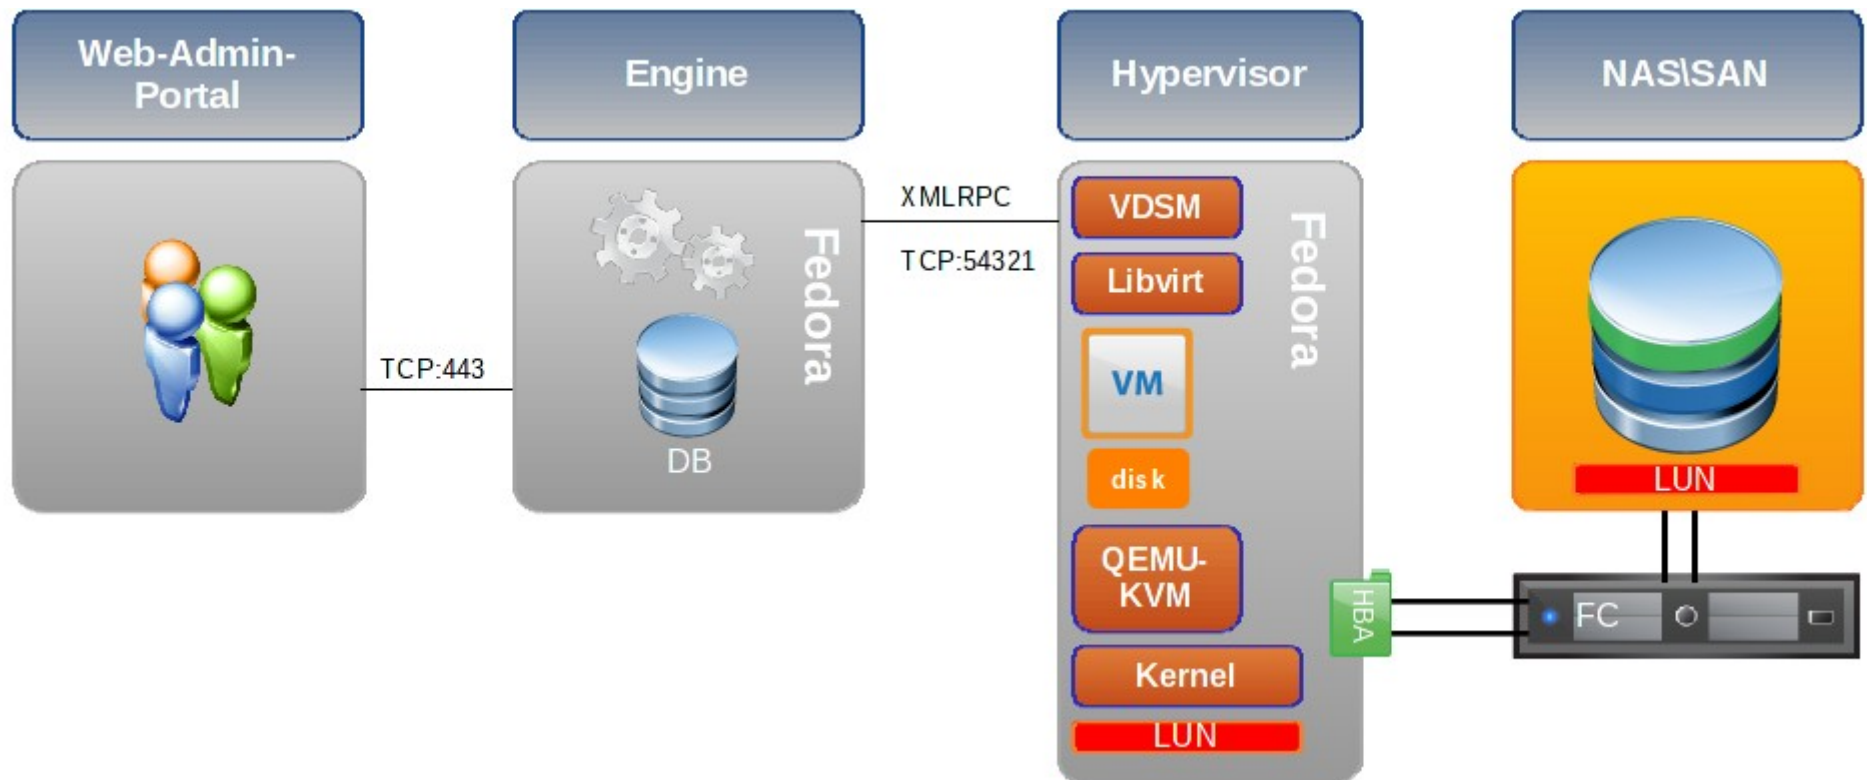 Web-Admin-
Portal
Engine
Hypervisor
NAS\SAN
TCP:443
Fedora
DB
XMLRPC
TCP:54321
VDSM
Libvirt
VM
disk
QEMU-
KVM
Kernel
LUN
Fedora
HBA
LUN
FC